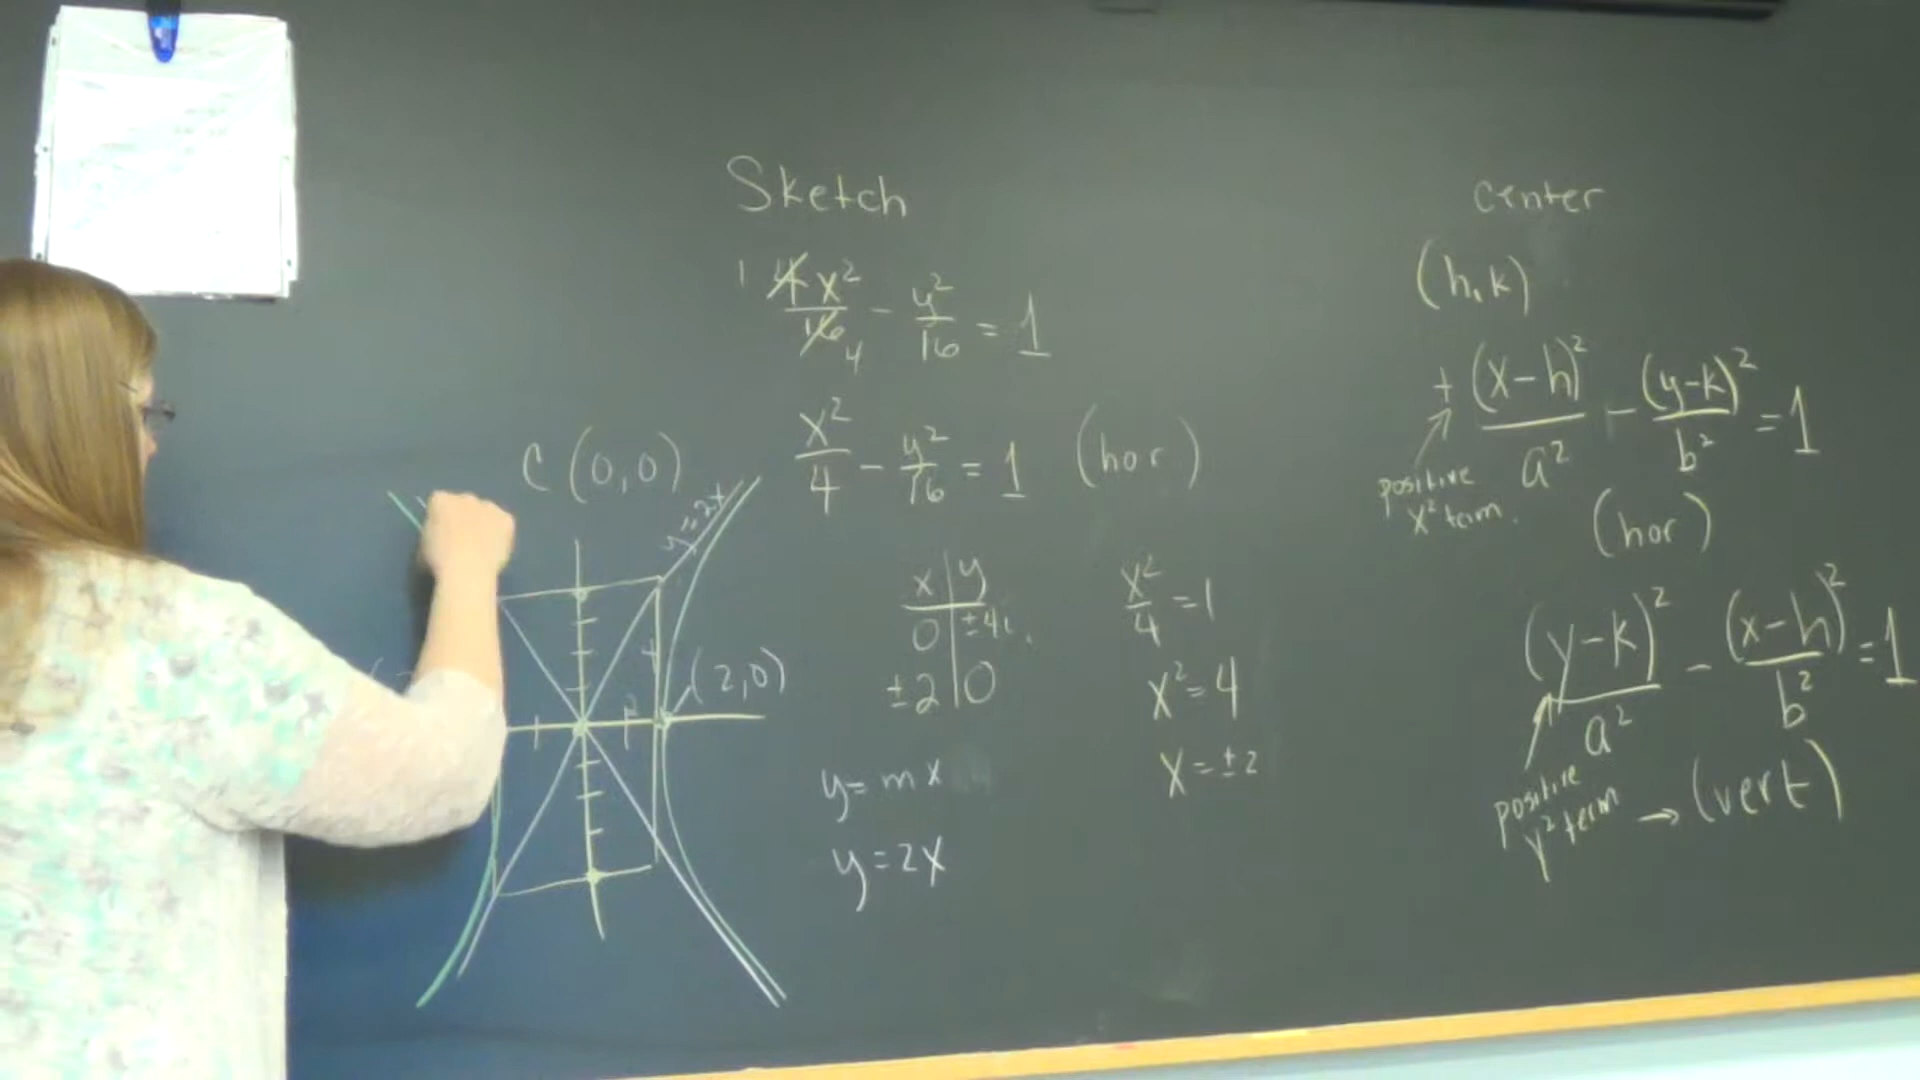 Sketch
1 4x²/16 4 - y²/16 = 1
x²/4 - y²/16 = 1 (hor)
C (0,0)
y=2x
(2,0)
x | y
0 | ±4i
±2 | 0
x²/4 = 1
x² = 4
x = ±2
y = mx
y = 2x
center
(h,k)
+ (x-h)²/a² - (y-k)²/b² = 1
positive
x² term.
(hor)
(y-k)²/a² - (x-h)²/b² = 1
positive
y² term → (vert)